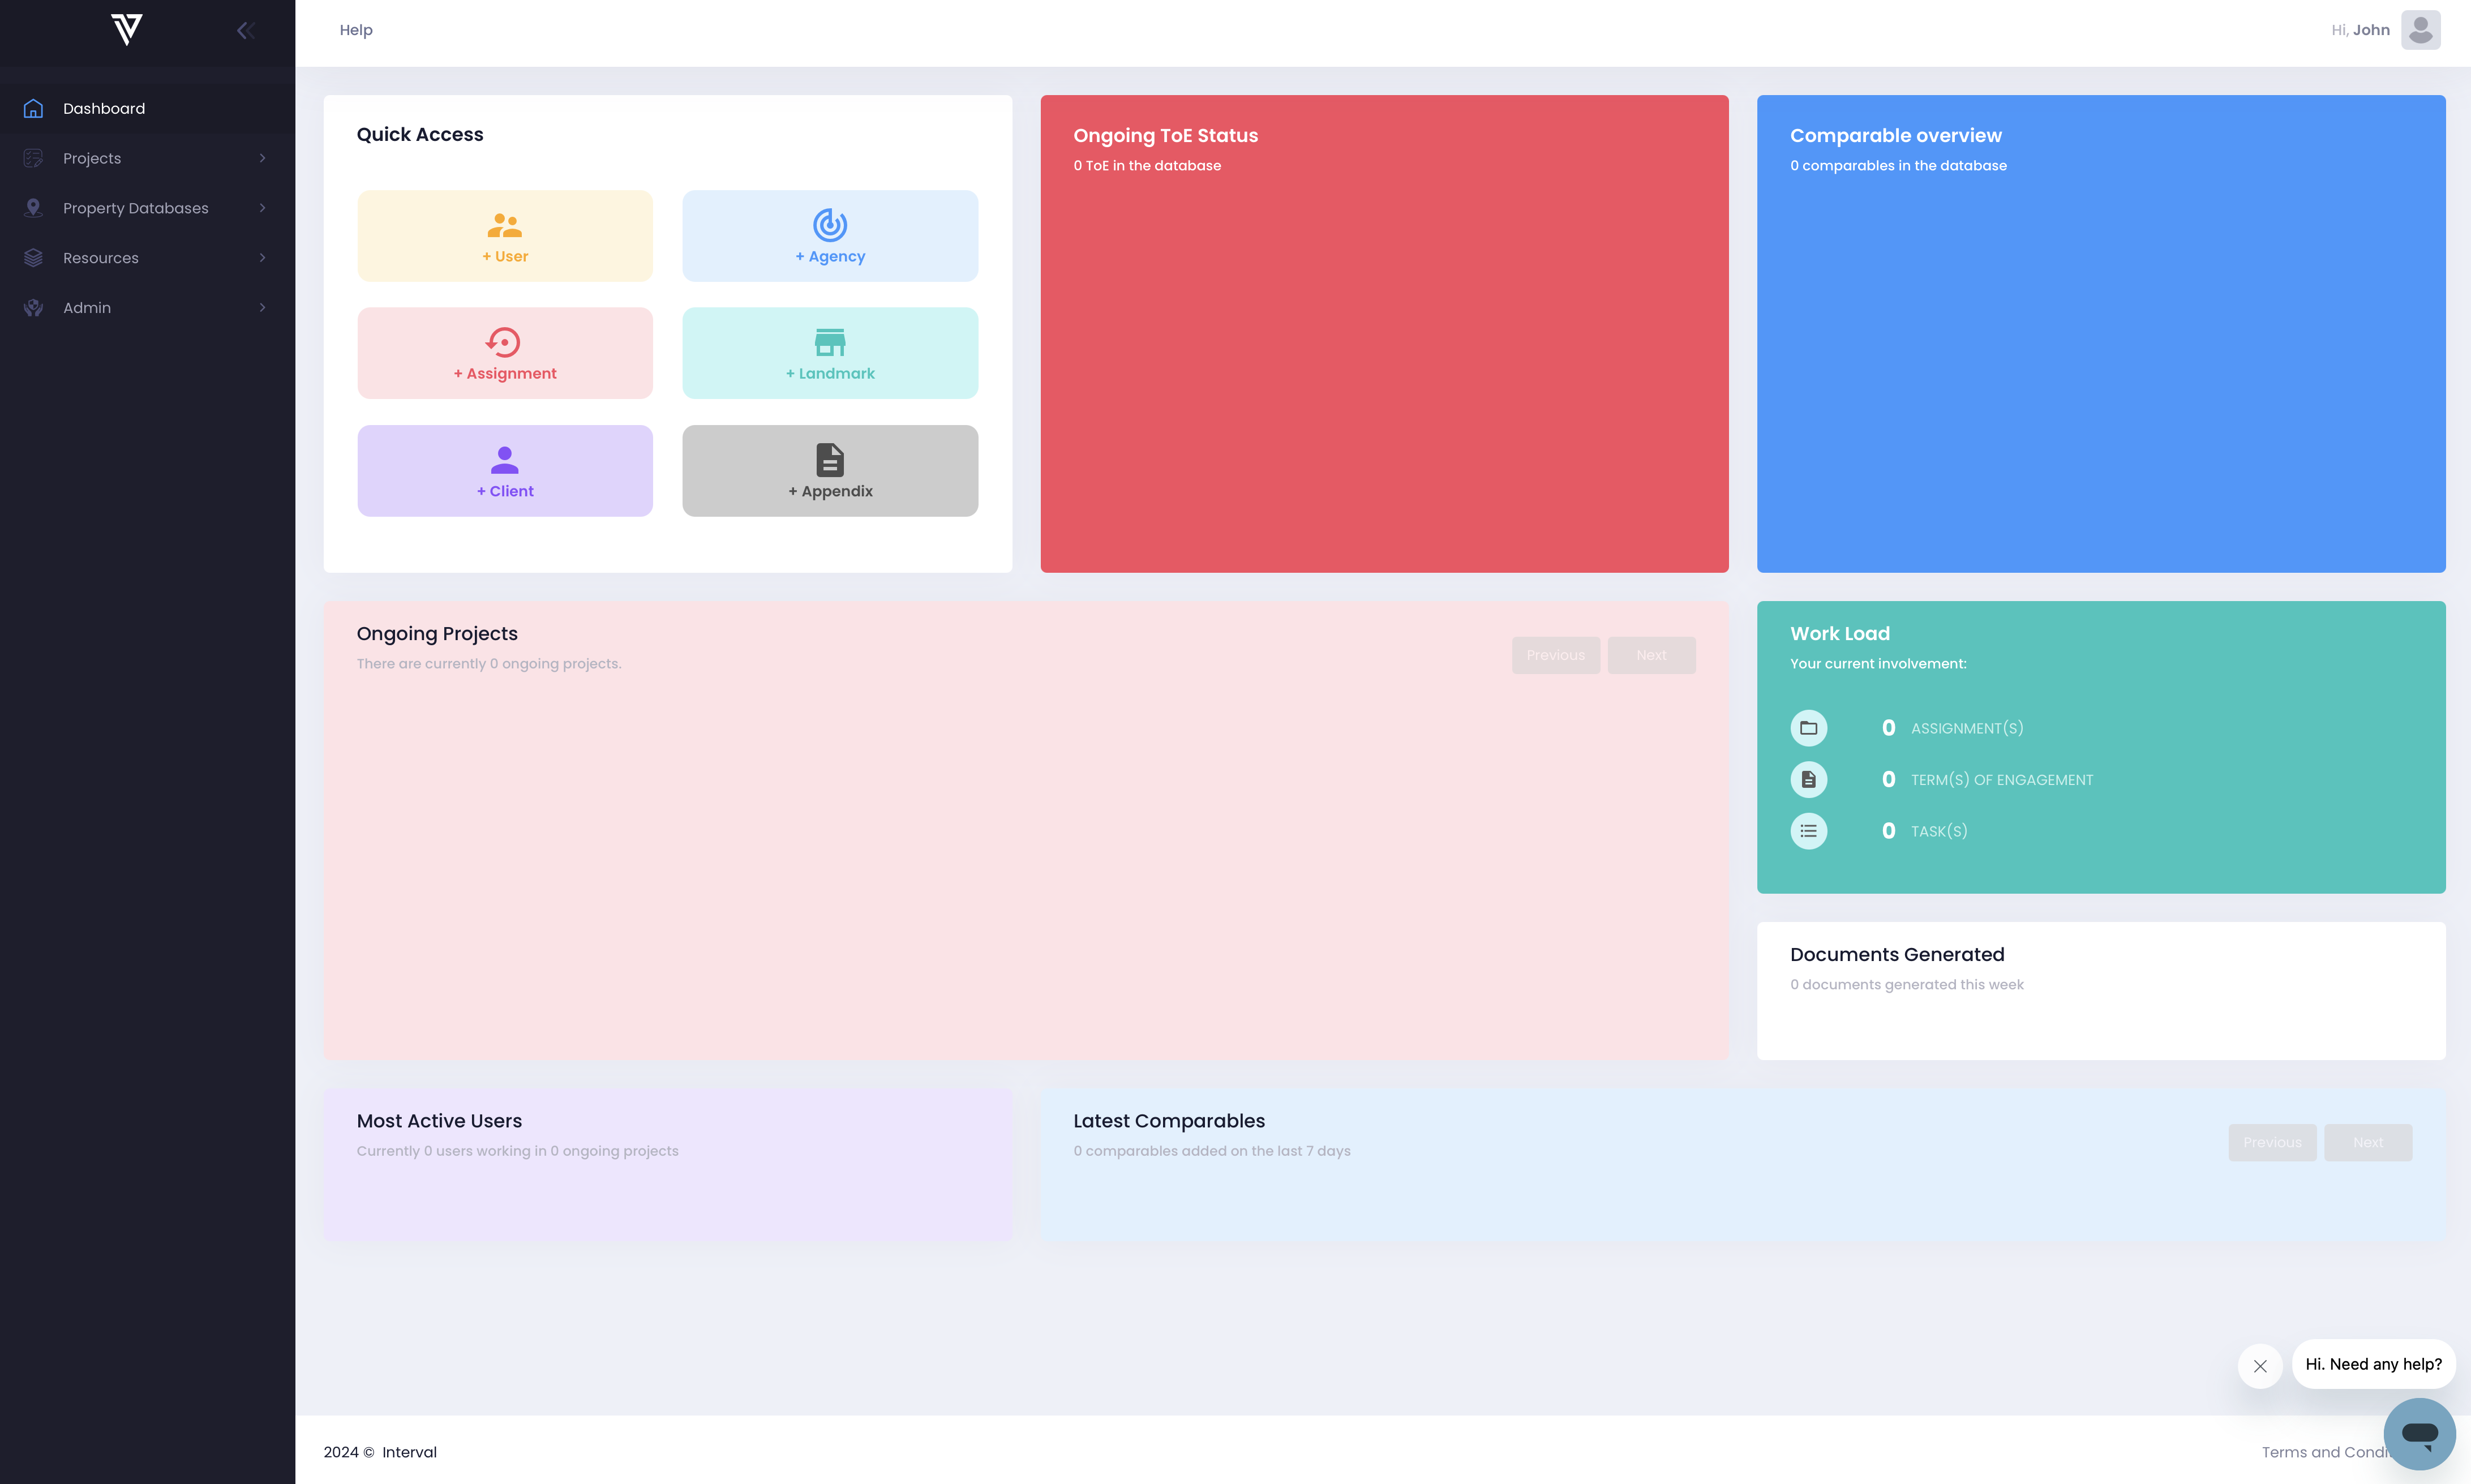 Help
Hi, John
Dashboard
Projects
Property Databases
Resources
Admin
Quick Access
+ User
+ Agency
+ Assignment
+ Landmark
+ Client
+ Appendix
Ongoing ToE Status
0 ToE in the database
Comparable overview
0 comparables in the database
Ongoing Projects
There are currently 0 ongoing projects.
Previous
Next
Work Load
Your current involvement:
0 ASSIGNMENT(S)
0 TERM(S) OF ENGAGEMENT
0 TASK(S)
Documents Generated
0 documents generated this week
Most Active Users
Currently 0 users working in 0 ongoing projects
Latest Comparables
0 comparables added on the last 7 days
Previous
Next
Hi. Need any help?
2024 © Interval
Terms and